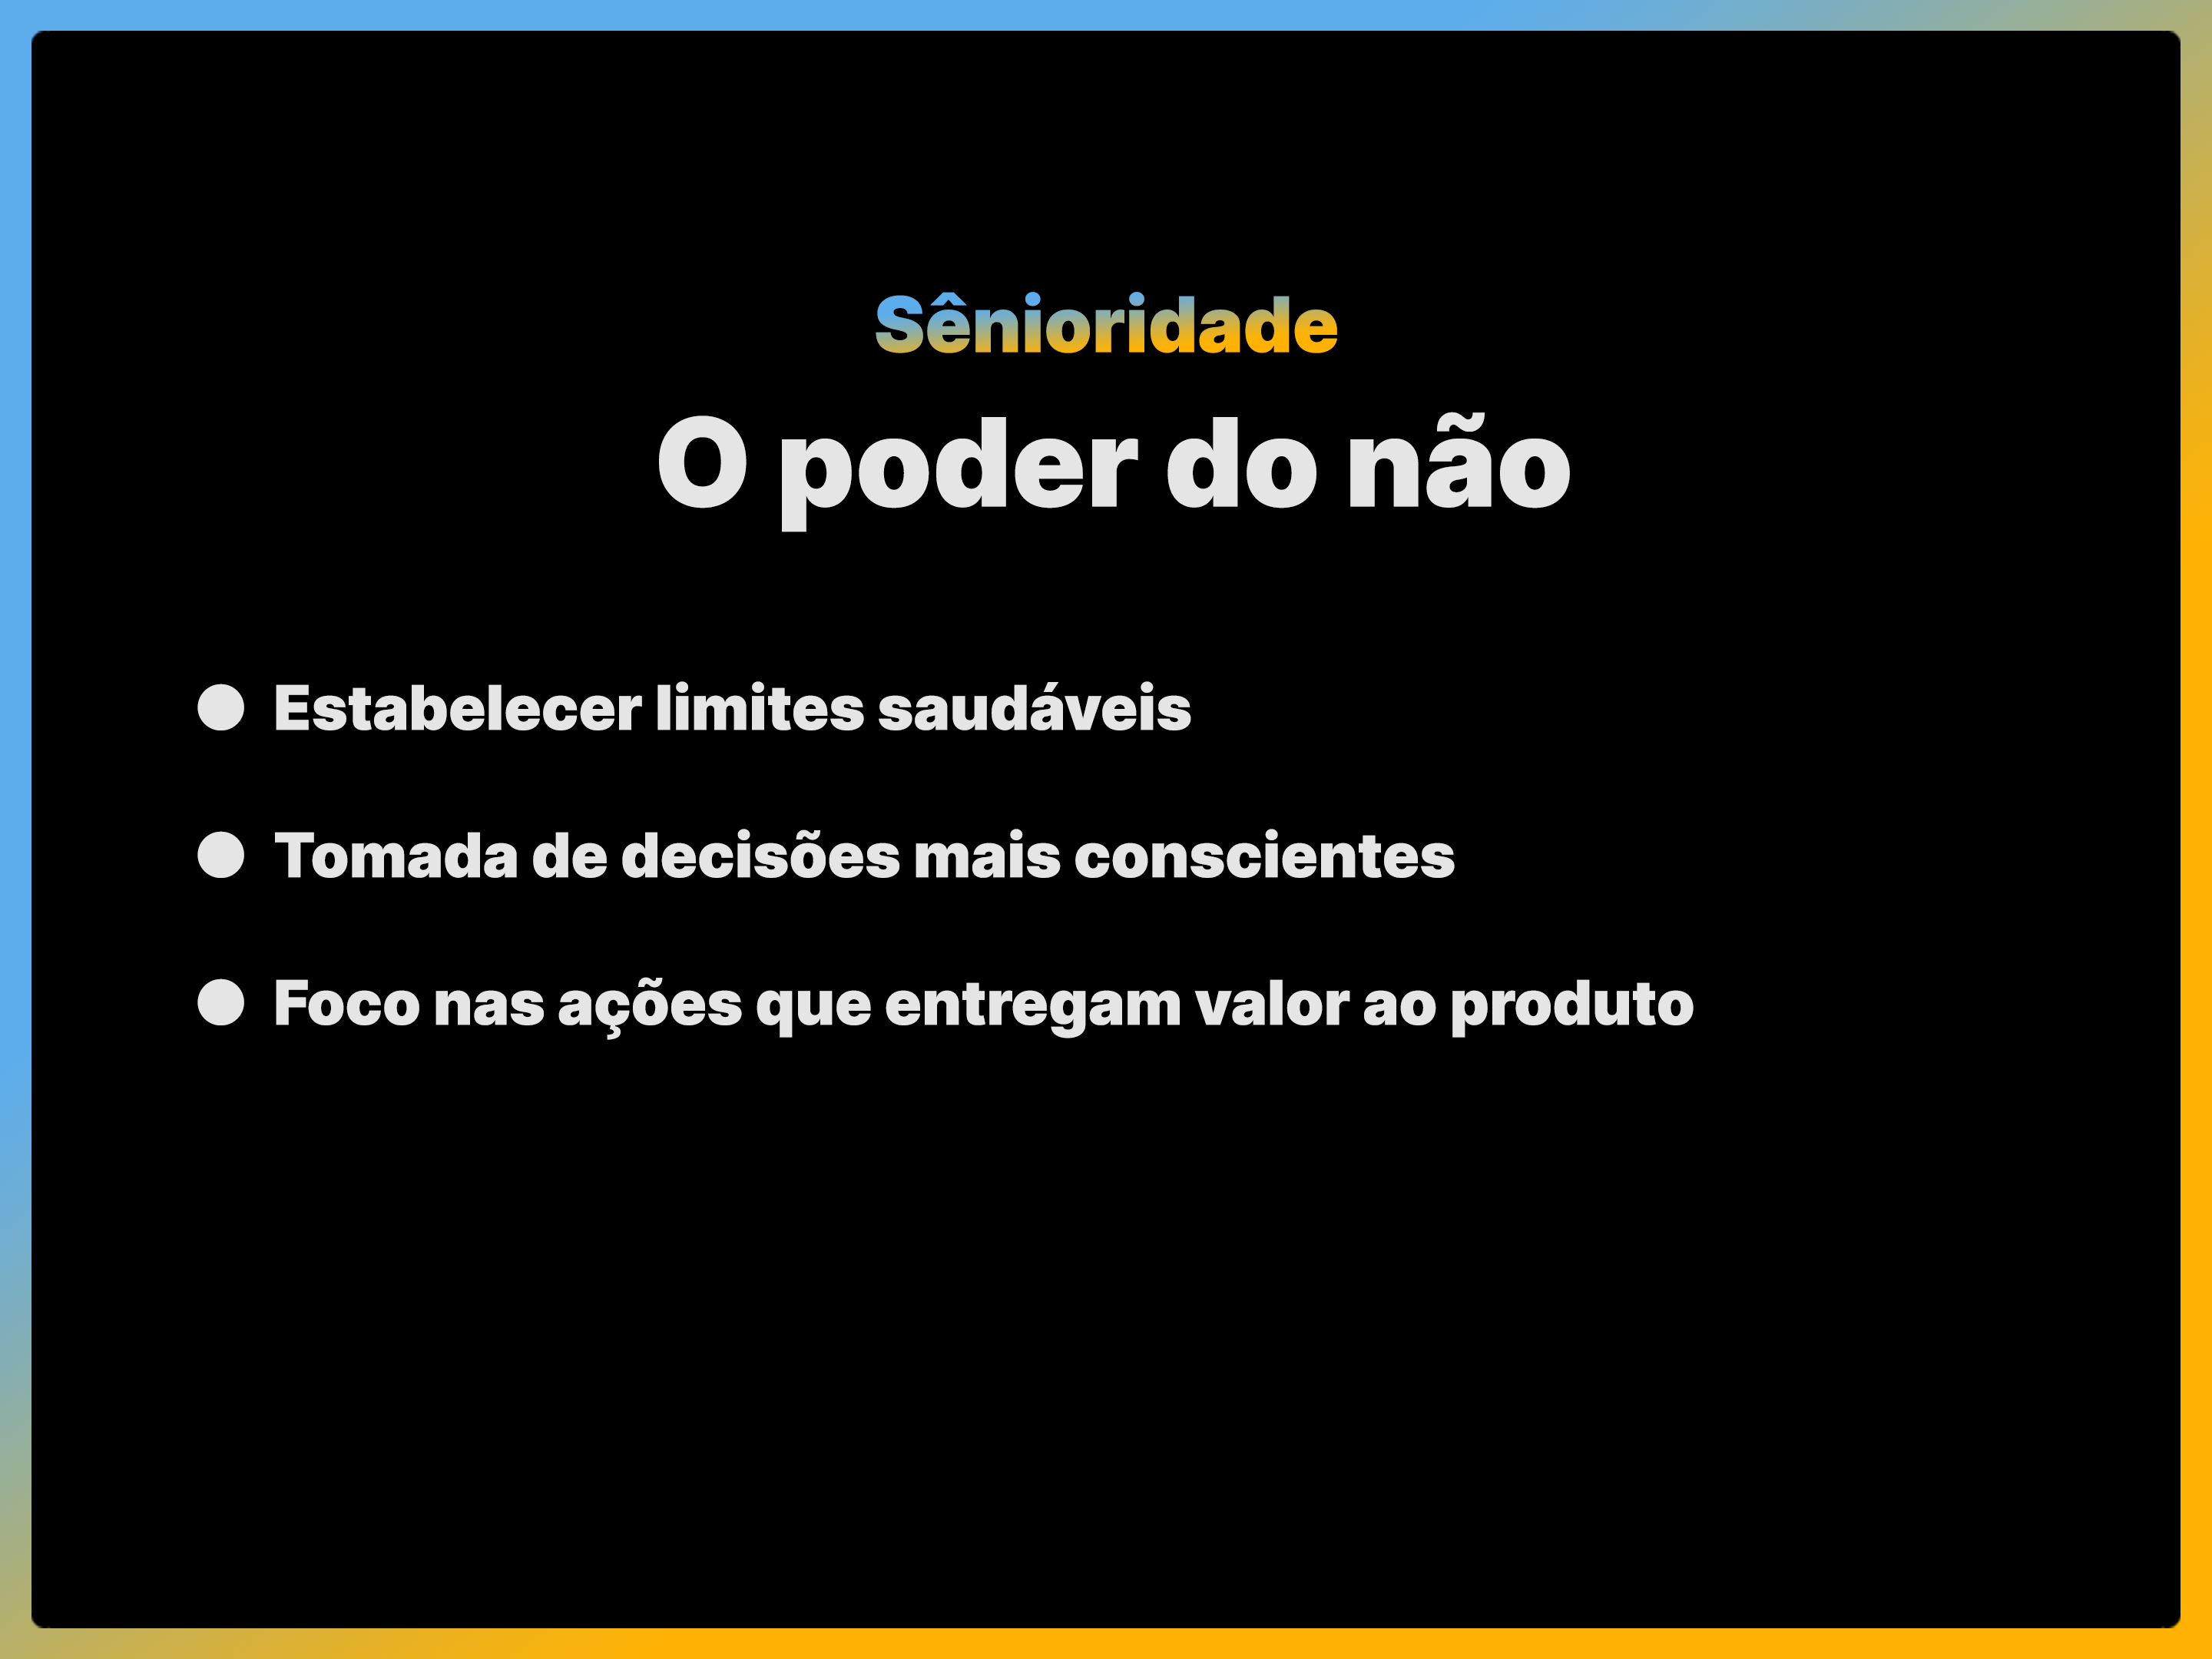 Sênioridade
O poder do não
Estabelecer limites saudáveis
Tomada de decisões mais conscientes
Foco nas ações que entregam valor ao produto